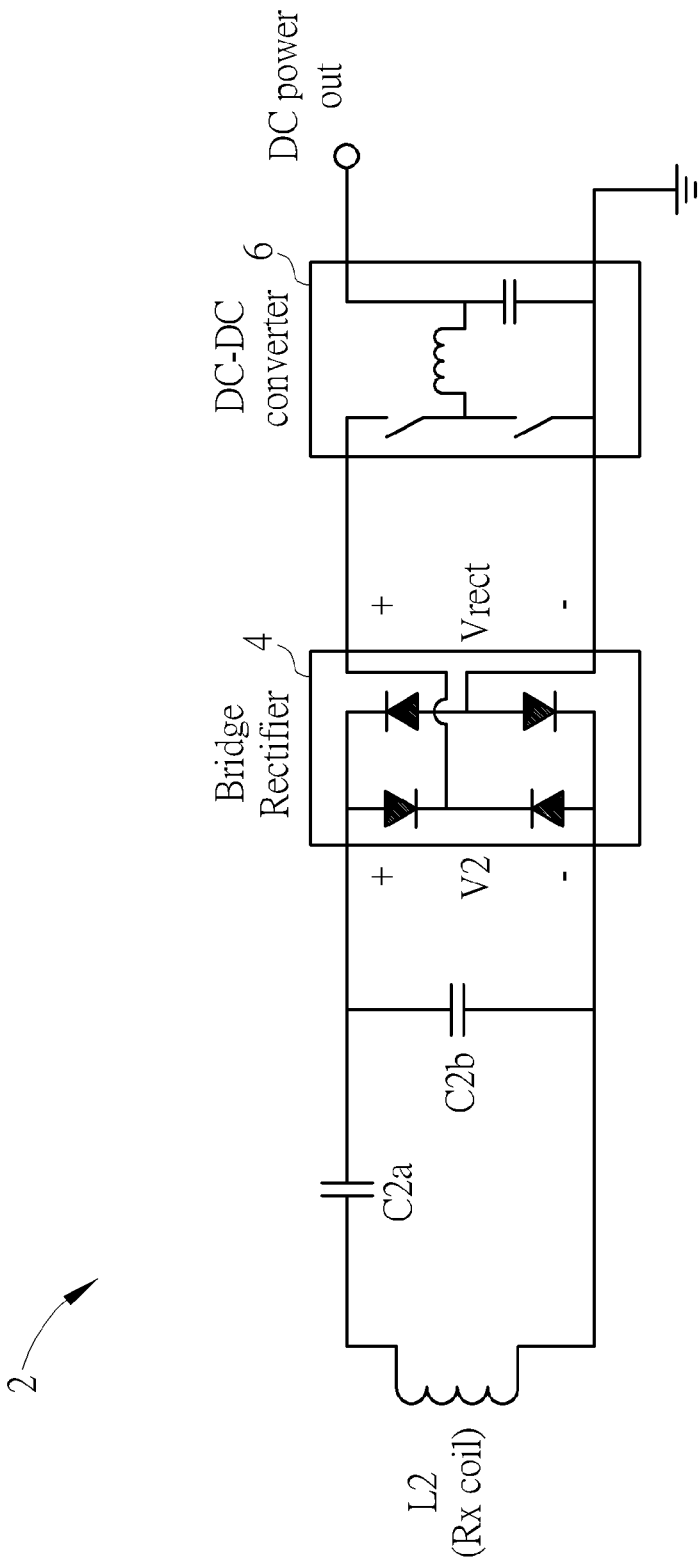 2
L2
(Rx coil)
C2a
C2b
+
V2
-
Bridge
Rectifier
4
+
Vrect
-
DC-DC
converter
6
DC power
out